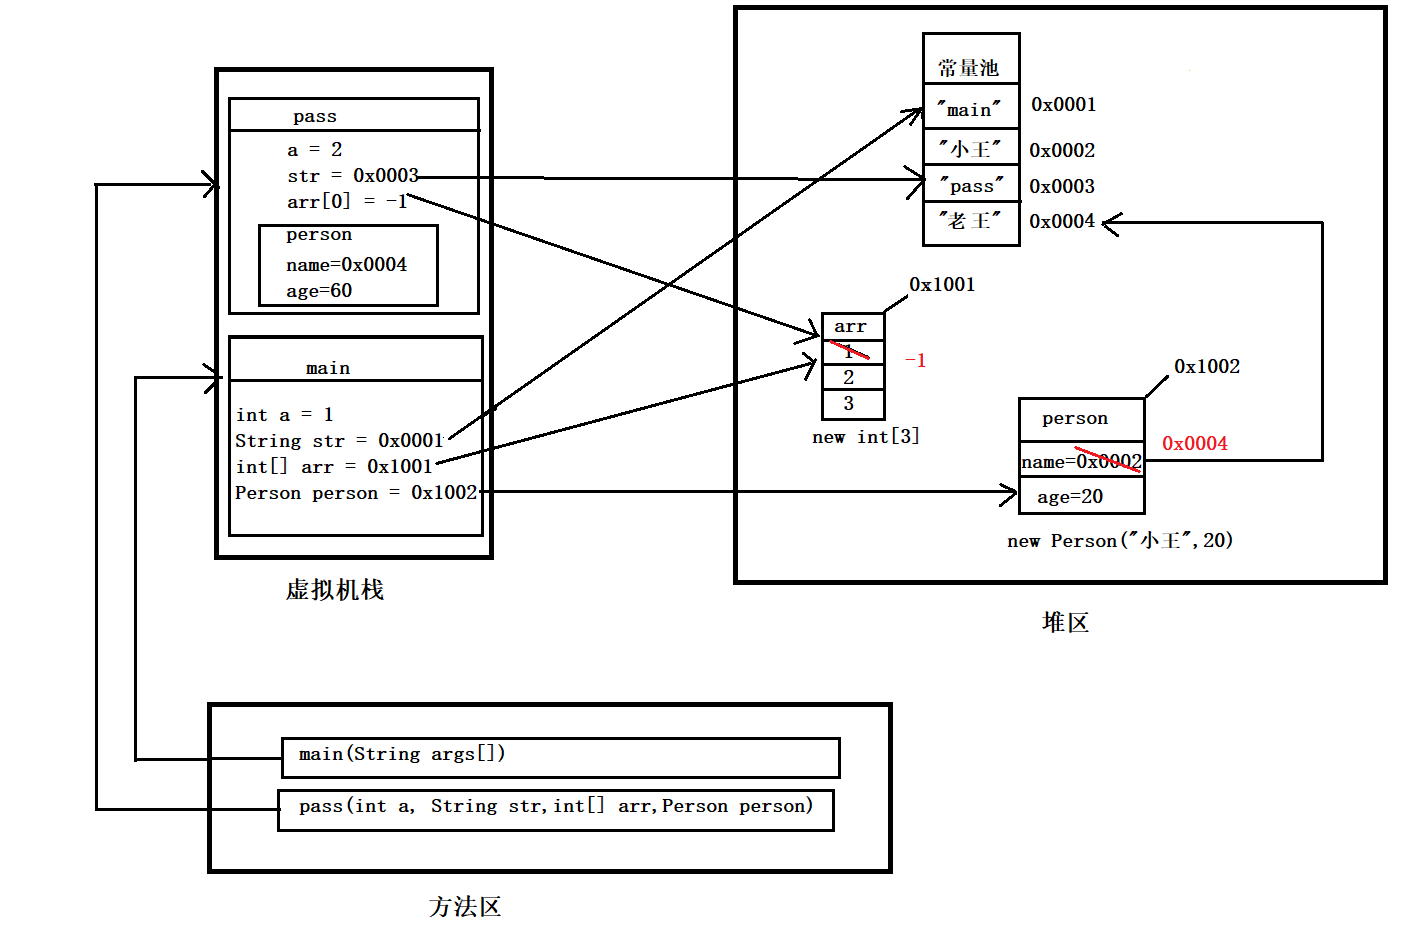 pass
a = 2
str = 0x0003
arr[0] = -1
person
name=0x0004
age=60
main
int a = 1
String str = 0x0001
int[] arr = 0x1001
Person person = 0x1002
虚拟机栈
常量池
"main" 0x0001
"小王" 0x0002
"pass" 0x0003
"老王" 0x0004
0x1001
arr
1 -1
2
3
new int[3]
0x1002
person
0x0004
name=0x0002
age=20
new Person("小王",20)
堆区
main(String args[])
pass(int a, String str,int[] arr,Person person)
方法区